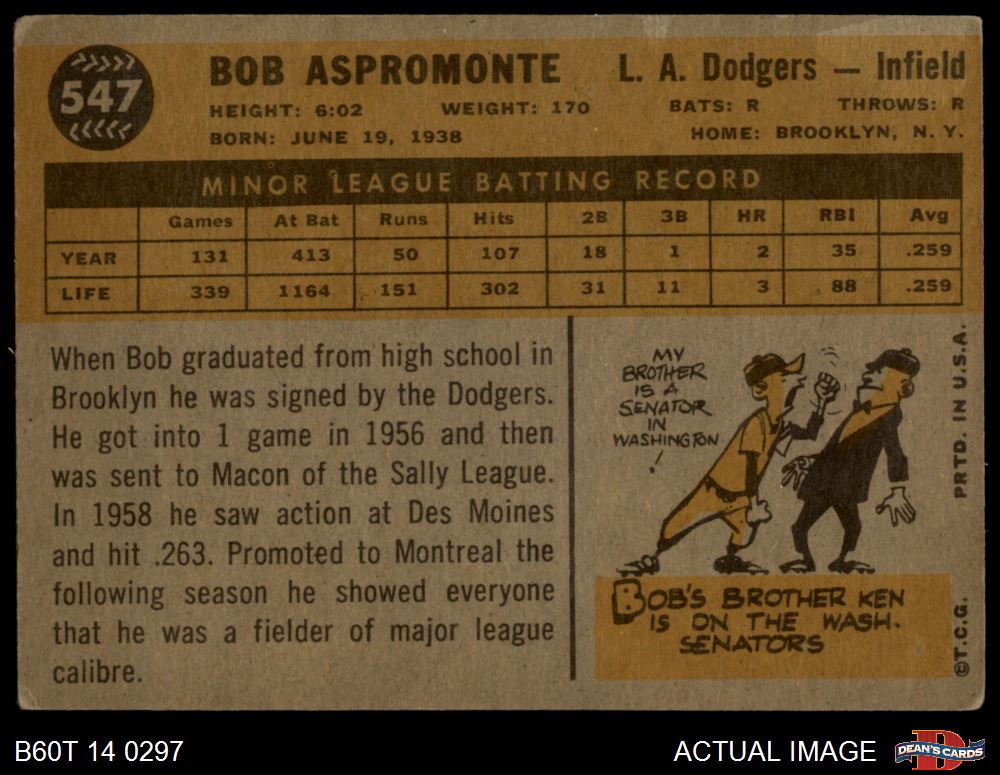 547
BOB ASPROMONTE L. A. Dodgers — Infield
HEIGHT: 6:02 WEIGHT: 170 BATS: R THROWS: R
BORN: JUNE 19, 1938 HOME: BROOKLYN, N. Y.
MINOR LEAGUE BATTING RECORD
Games At Bat Runs Hits 2B 3B HR RBI Avg
YEAR 131 413 50 107 18 1 2 35 .259
LIFE 339 1164 151 302 31 11 3 88 .259
When Bob graduated from high school in
Brooklyn he was signed by the Dodgers.
He got into 1 game in 1956 and then
was sent to Macon of the Sally League.
In 1958 he saw action at Des Moines
and hit .263. Promoted to Montreal the
following season he showed everyone
that he was a fielder of major league
calibre.
MY
BROTHER
IS A
SENATOR
IN
WASHINGTON
!
BOB'S BROTHER KEN
IS ON THE WASH.
SENATORS
©T.C.G. PRTD. IN U.S.A.
B60T 14 0297 ACTUAL IMAGE
D
DEAN'S CARDS